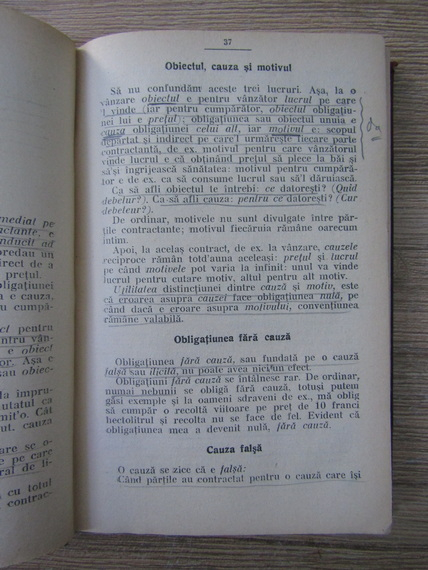 37
Obiectul, cauza și motivul
Să nu confundăm aceste trei lucruri. Așa, la o
vânzare obiectul e pentru vânzător lucrul pe care
l vinde (iar pentru cumpărător, obiectul obligațiu-
nei lui e prețul); obligațiunea sau obiectul unuia e
cauza obligațiunei celui alt, iar motivul e: scopul
depărtat și indirect pe care'l urmărește fiecare parte
contractantă, de ex. motivul pentru care vânzătorul
vinde lucrul e că obținând prețul să plece la băi și
să'și îngrijească sănătatea: motivul pentru cumpără-
tor e de ex. ca să consume lucrul sau să'l dăruiască.
Ca să afli obiectul te întrebi: ce datorești? (Quid
debetur?). Ca să afli cauza: pentru ce datorești? (Cur
debeteur?).
De ordinar, motivele nu sunt divulgate între păr-
țile contractante; motivul fiecăruia rămâne oarecum
intim.
Apoi, la acelaș contract, de ex. la vânzare, cauzele
reciproce rămân totd'auna aceleași: prețul și lucrul
pe când motivele pot varia la infinit: unul va vinde
lucrul pentru cutare motiv, altul pentru alt motiv.
Utilitatea distincțiunei dintre cauză și motiv, este
că eroarea asupra cauzei face obligațiunea nulă, pe
când dacă e eroare asupra motivului, convențiunea
rămâne valabilă.
Obligațiunea fără cauză
Obligațiunea fără cauză, sau fundată pe o cauză
falșă sau ilicită, nu poate avea nici un efect.
Obligațiuni fără cauză se întâlnesc rar. De ordinar,
numai nebunii se obligă fără cauză, totuși putem
găsi exemple și la oameni sdraveni de ex., mă oblig
să cumpăr o recoltă viitoare pe preț de 10 franci
hectolitrul și recolta nu se face de fel. Evident că
obligațiunea mea a devenit nulă, fără cauză.
Cauza falșă
O cauză se zice că e falșă:
Când părțile au contractat pentru o cauză care își